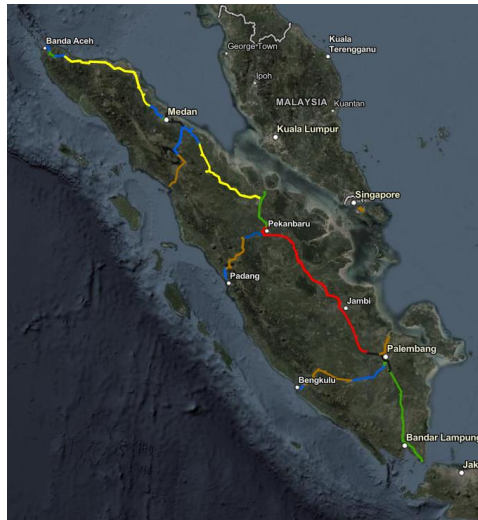 Banda Aceh
George Town
Kuala
Terengganu
Ipoh
Medan
MALAYSIA
Kuantan
Kuala Lumpur
Singapore
Pekanbaru
Padang
Jambi
Palembang
Bengkulu
Bandar Lampung
Jak